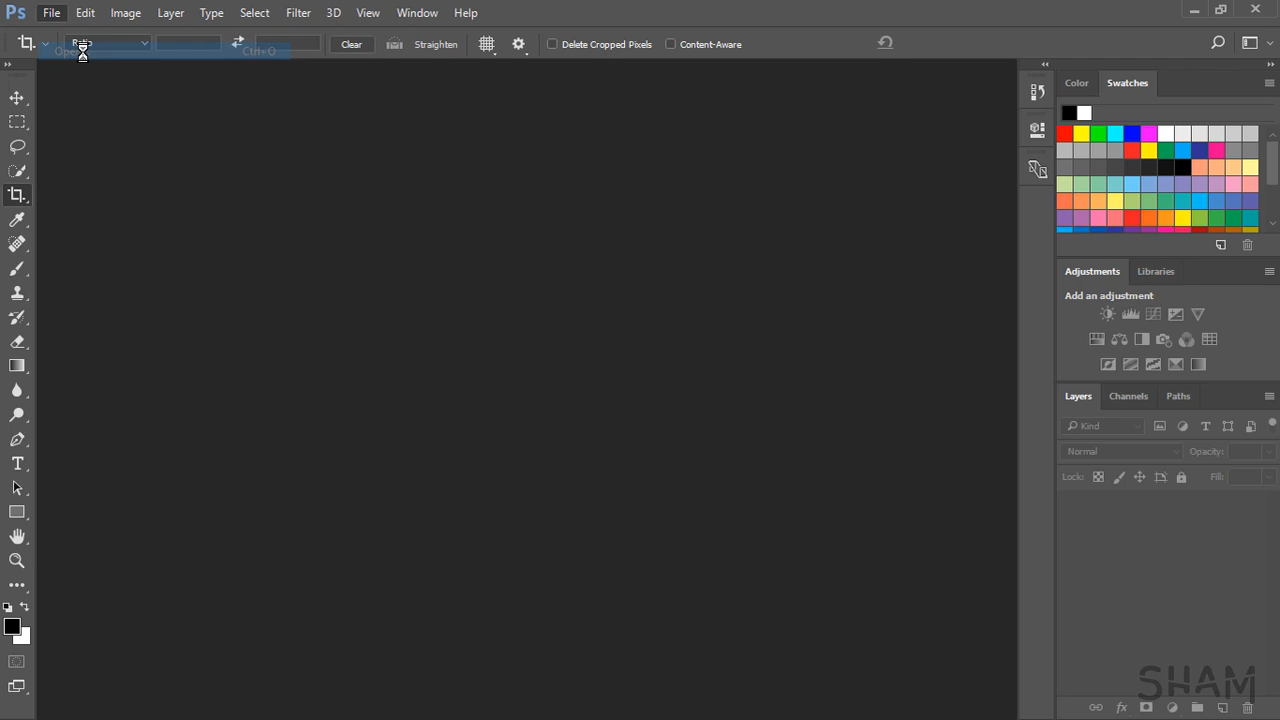 Ps File Edit Image Layer Type Select Filter 3D View Window Help
Clear Straighten Delete Cropped Pixels Content-Aware
Ctrl+O
Color Swatches
Adjustments Libraries
Add an adjustment
Layers Channels Paths
Kind
Normal Opacity:
Lock: Fill:
T
fx
SHAM